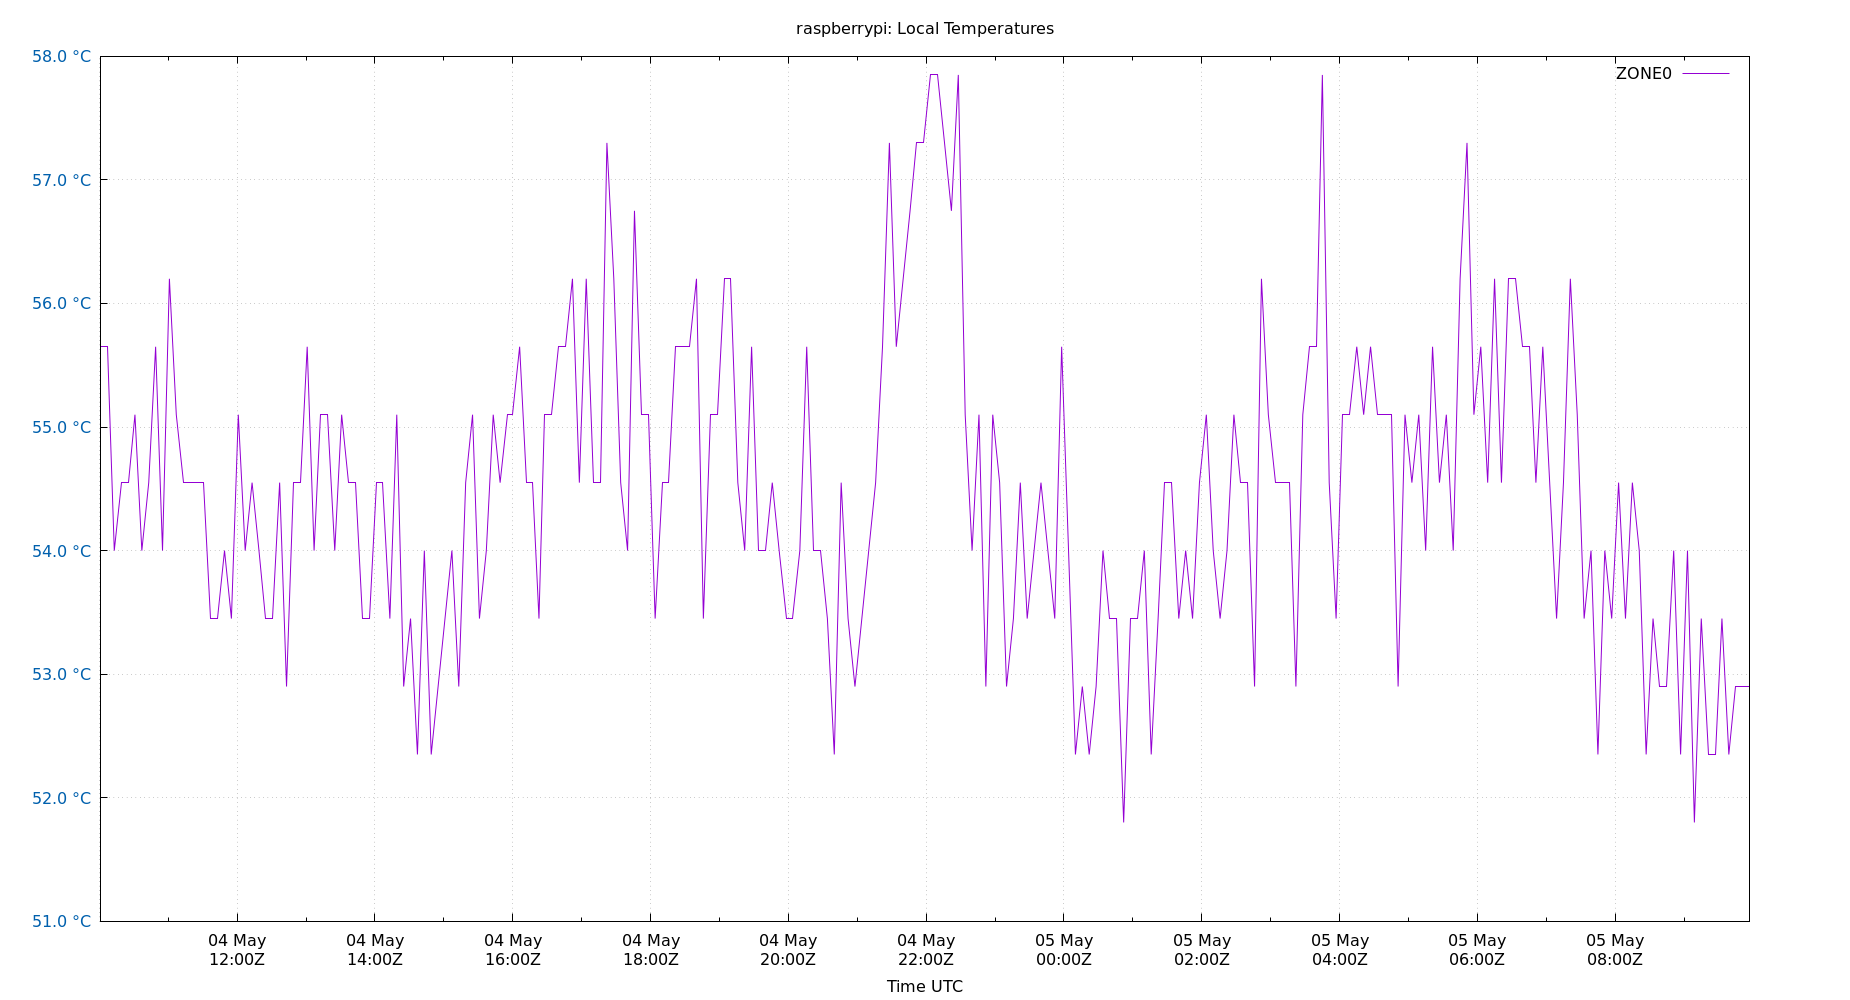 raspberrypi: Local Temperatures
58.0 °C
57.0 °C
56.0 °C
55.0 °C
54.0 °C
53.0 °C
52.0 °C
51.0 °C
ZONE0
04 May 12:00Z
04 May 14:00Z
04 May 16:00Z
04 May 18:00Z
04 May 20:00Z
04 May 22:00Z
05 May 00:00Z
05 May 02:00Z
05 May 04:00Z
05 May 06:00Z
05 May 08:00Z
Time UTC